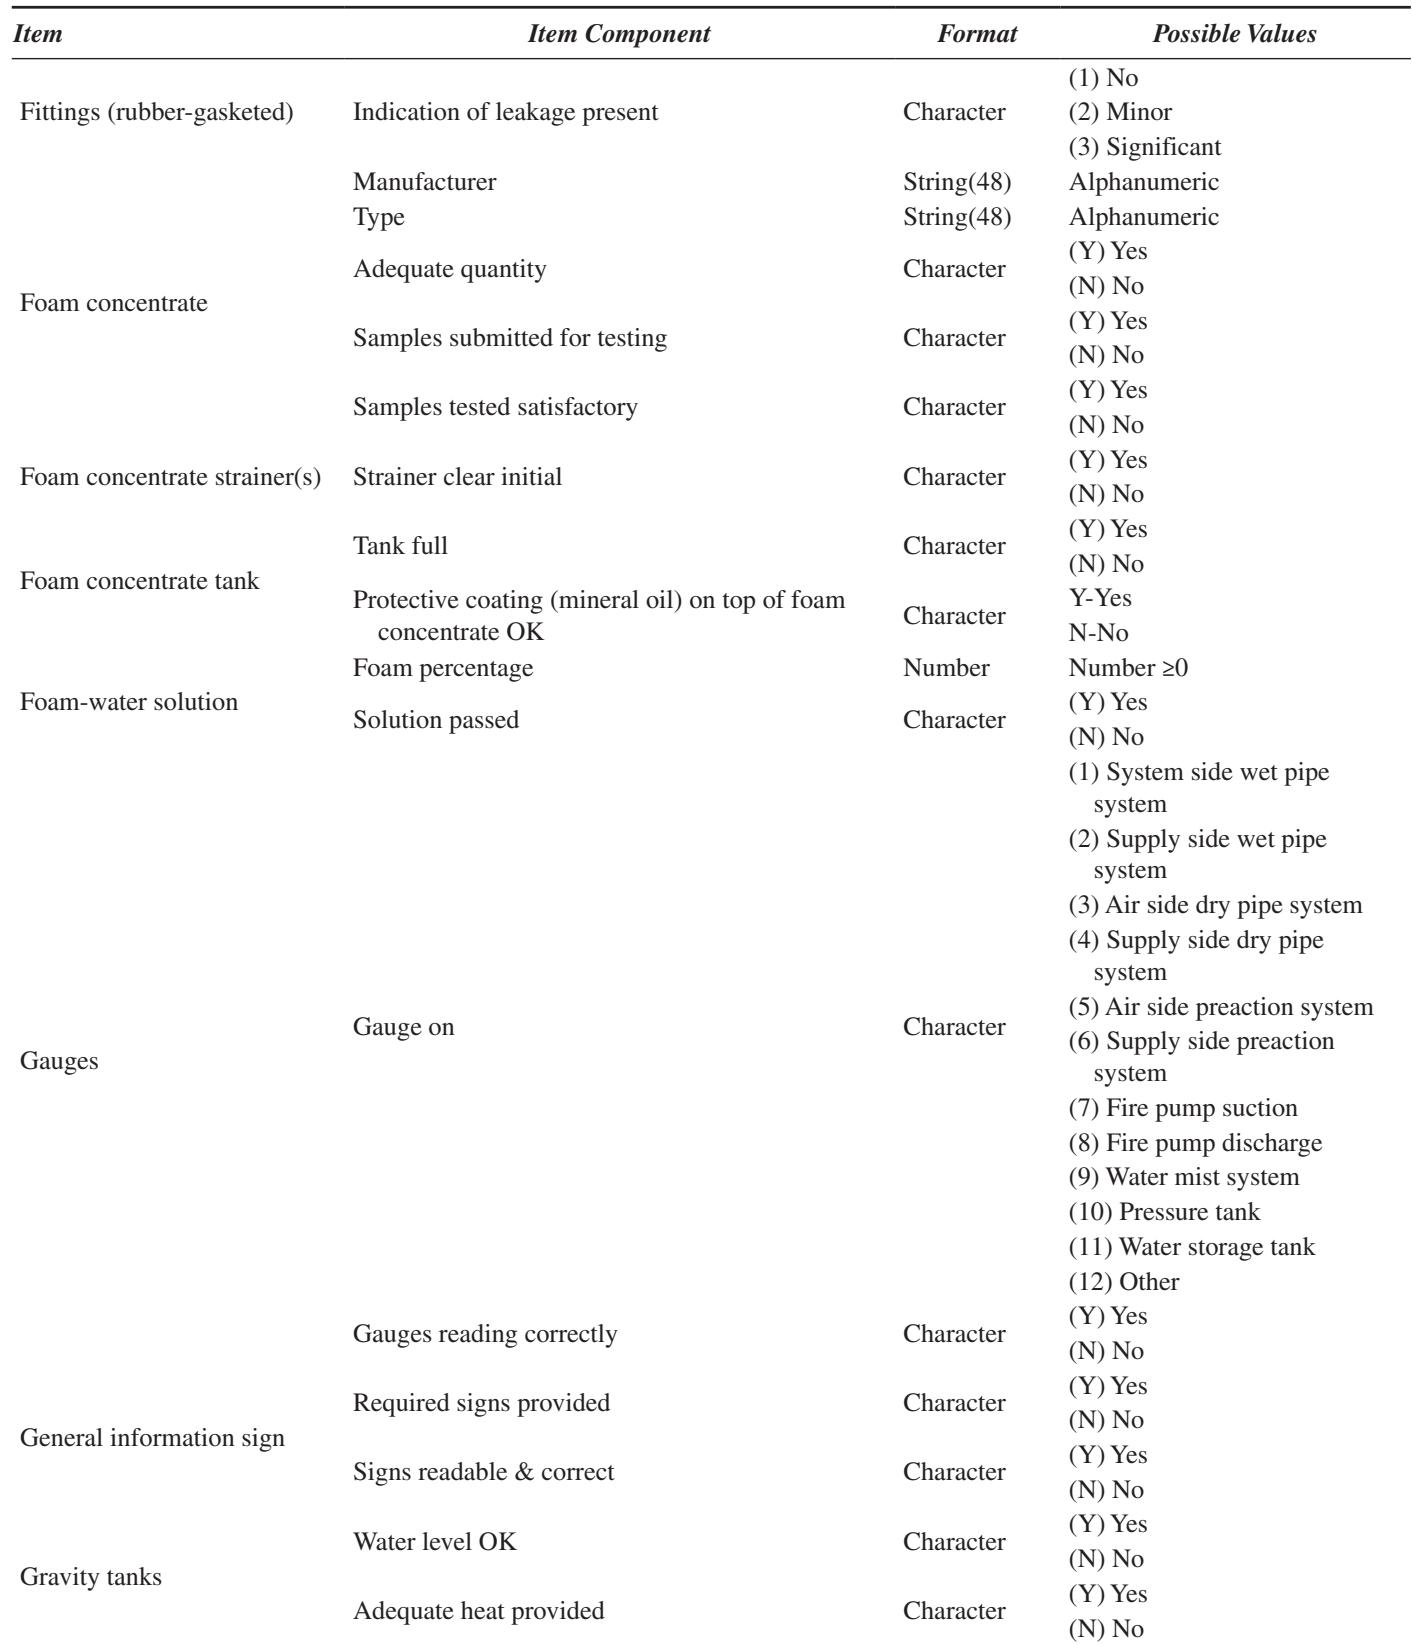 Item Item Component Format Possible Values
(1) No
Fittings (rubber-gasketed) Indication of leakage present Character (2) Minor
(3) Significant
Manufacturer String(48) Alphanumeric
Type String(48) Alphanumeric
(Y) Yes
Adequate quantity Character
(N) No
Foam concentrate
(Y) Yes
Samples submitted for testing Character
(N) No
(Y) Yes
Samples tested satisfactory Character
(N) No
(Y) Yes
Foam concentrate strainer(s) Strainer clear initial Character
(N) No
(Y) Yes
Tank full Character
(N) No
Foam concentrate tank
Protective coating (mineral oil) on top of foam
concentrate OK
Character
Y-Yes
N-No
Foam percentage Number Number ≥0
Foam-water solution
(Y) Yes
Solution passed Character
(N) No
(1) System side wet pipe
system
(2) Supply side wet pipe
system
(3) Air side dry pipe system
(4) Supply side dry pipe
system
(5) Air side preaction system
Gauge on Character
(6) Supply side preaction
system
Gauges
(7) Fire pump suction
(8) Fire pump discharge
(9) Water mist system
(10) Pressure tank
(11) Water storage tank
(12) Other
(Y) Yes
Gauges reading correctly Character
(N) No
(Y) Yes
Required signs provided Character
(N) No
General information sign
(Y) Yes
Signs readable & correct Character
(N) No
(Y) Yes
Water level OK Character
(N) No
Gravity tanks
(Y) Yes
Adequate heat provided Character
(N) No